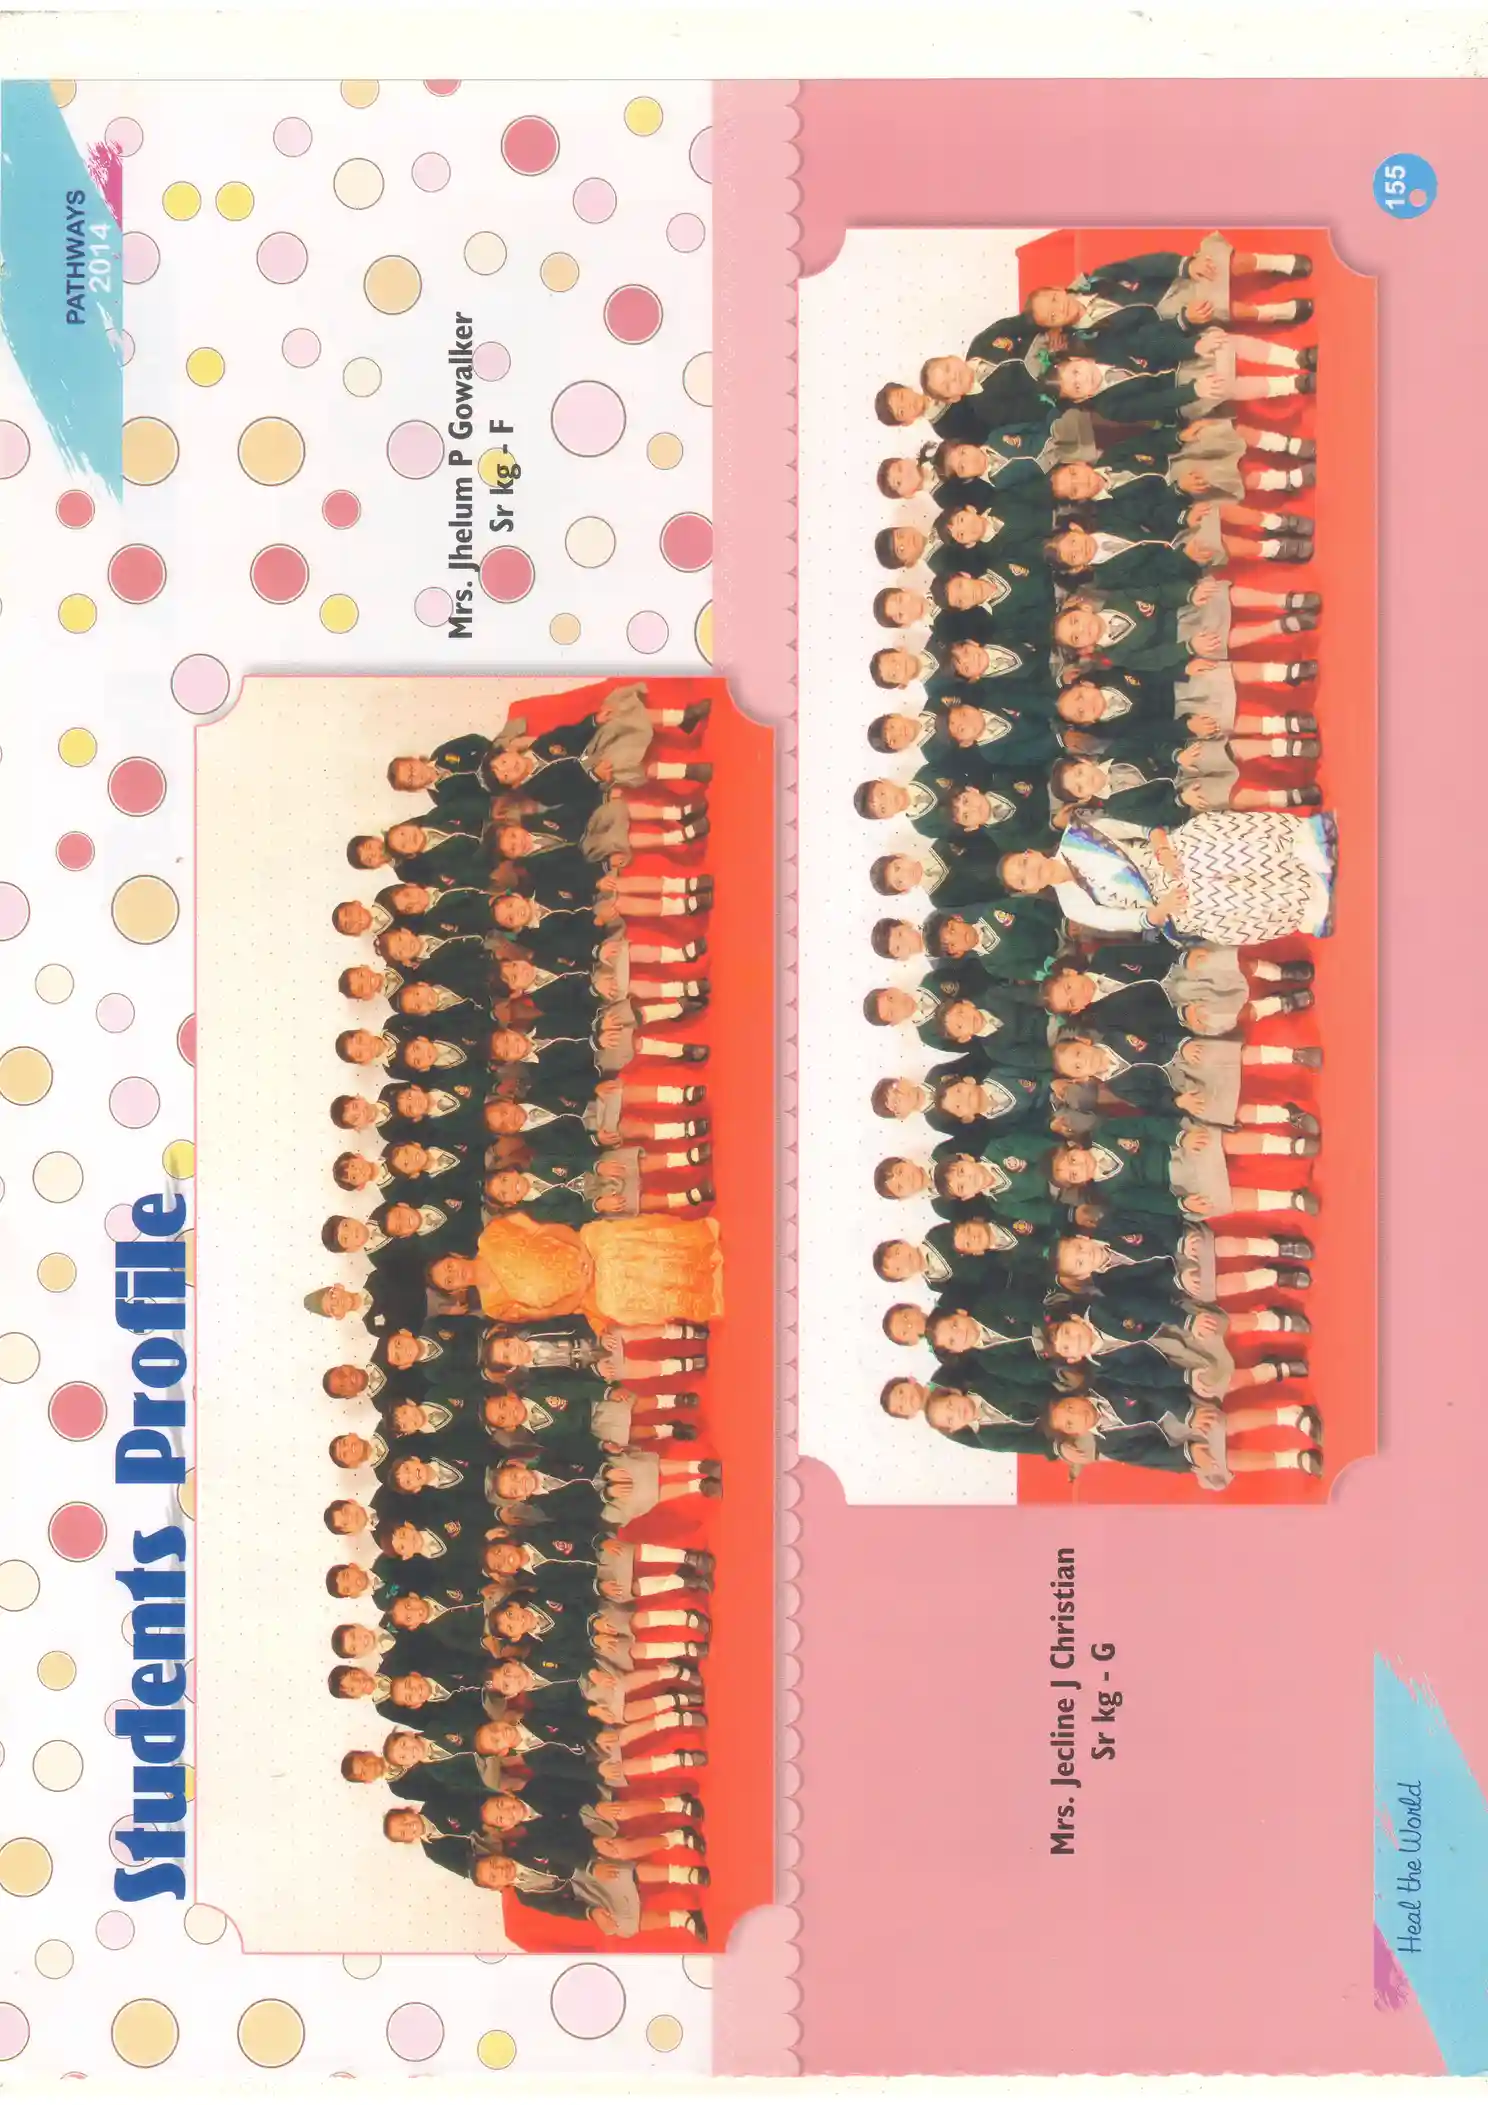 PATHWAYS
2014
Students Profile
Mrs. Jhelum P Gowalker
Sr kg - F
Mrs. Jecline J Christian
Sr kg - G
Heal the World
155